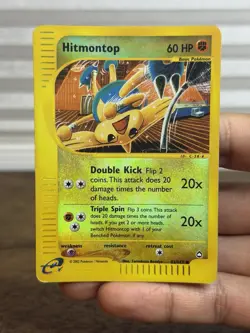 Hitmontop 60 HP
Basic Pokémon
Double Kick Flip 2
coins. This attack does 20
damage times the number
of heads.
20x
Triple Spin Flip 3 coins. This attack
does 20 damage times the number of
heads. If you get 2 or more heads,
switch Hitmontop with 1 of your
Benched Pokémon, if any.
20x
weakness resistance retreat cost
e